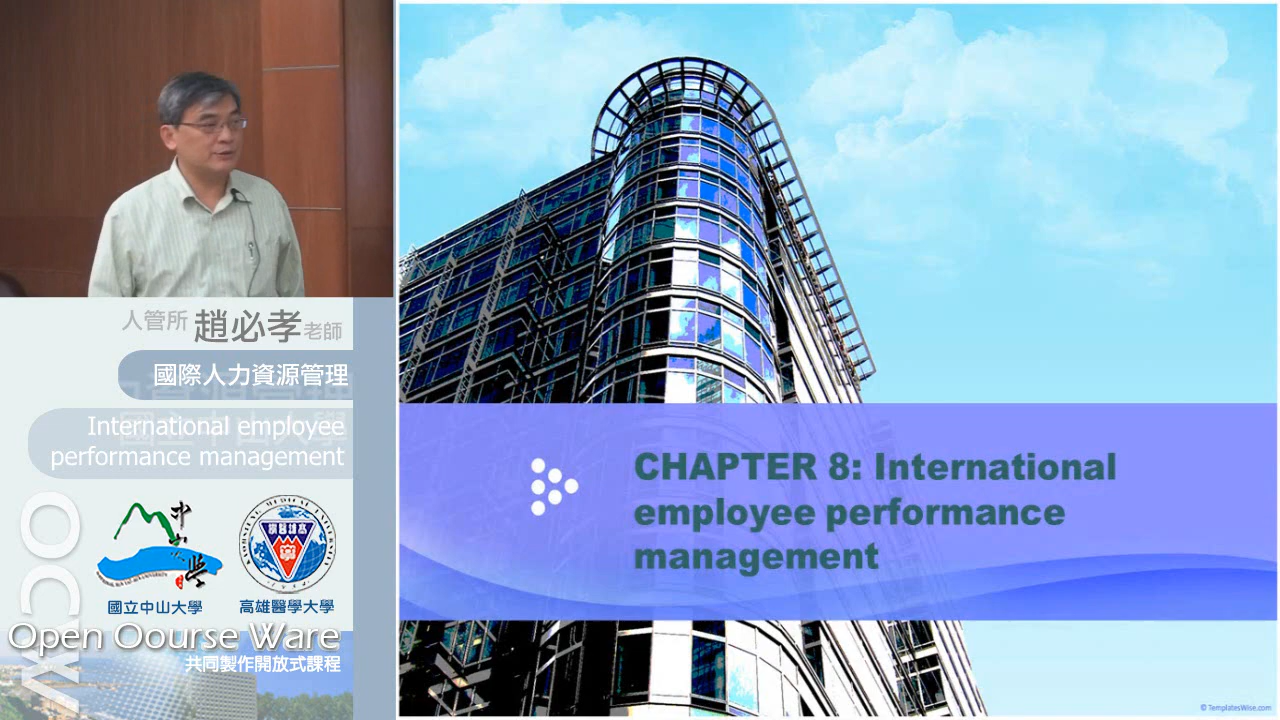 人管所 趙必孝老師
國際人力資源管理
International employee
performance management
OCW
國立中山大學
高雄醫學大學
Open Oourse Ware
共同製作開放式課程
CHAPTER 8: International
employee performance
management
© TemplatesWise.com